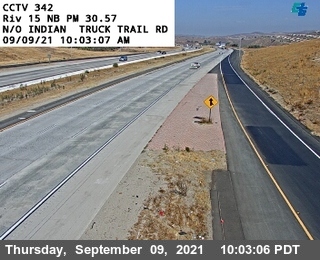 CCTV 342
Riv 15 NB PM 30.57
N/O INDIAN TRUCK TRAIL RD
09/09/21 10:03:07 AM
Thursday, September 09, 2021 10:03:06 PDT